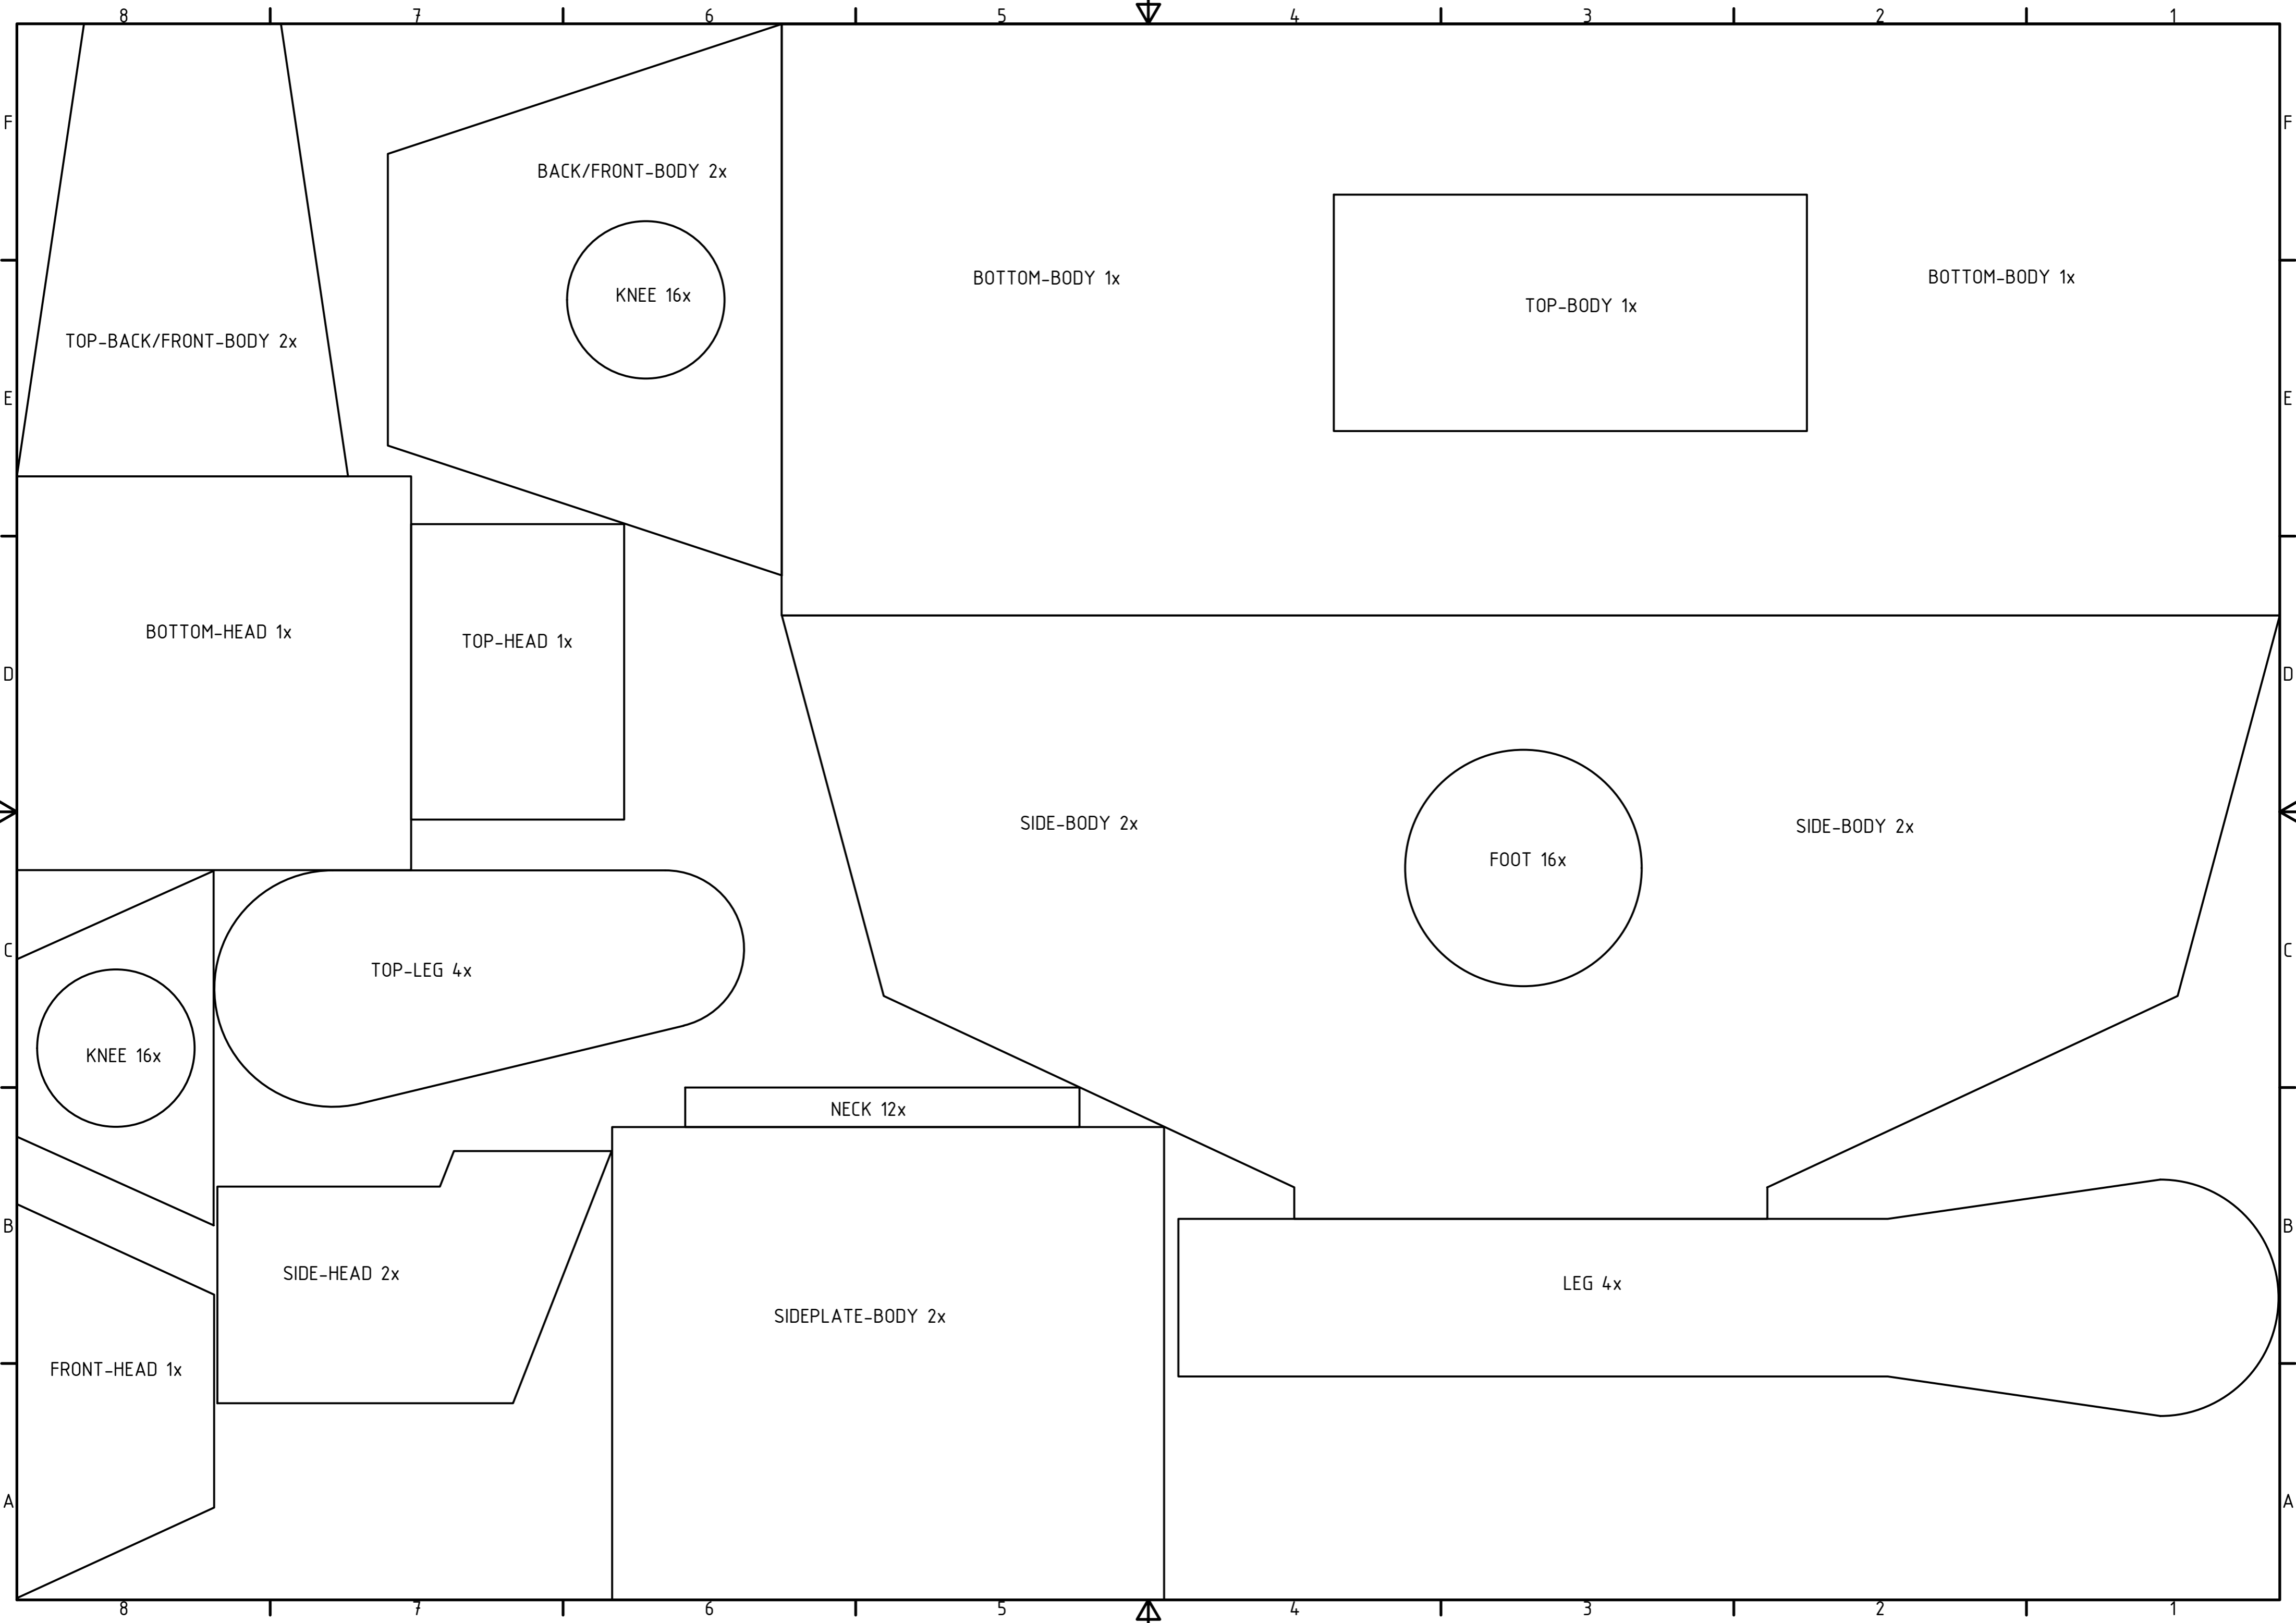 8 7 6 5 4 3 2 1
F F
BACK/FRONT-BODY 2x
BOTTOM-BODY 1x
BOTTOM-BODY 1x
KNEE 16x
TOP-BODY 1x
TOP-BACK/FRONT-BODY 2x
E E
BOTTOM-HEAD 1x
TOP-HEAD 1x
D D
SIDE-BODY 2x
SIDE-BODY 2x
FOOT 16x
C C
TOP-LEG 4x
KNEE 16x
NECK 12x
B B
SIDE-HEAD 2x
LEG 4x
SIDEPLATE-BODY 2x
FRONT-HEAD 1x
A A
8 7 6 5 4 3 2 1